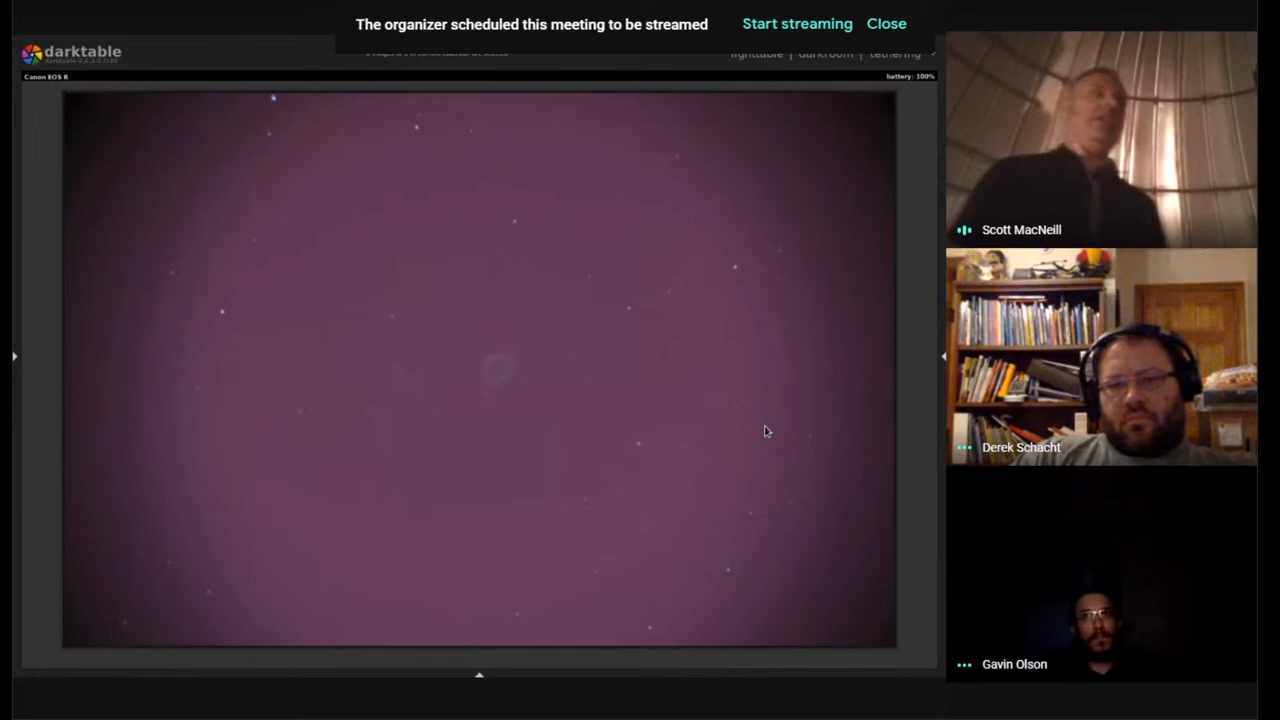 The organizer scheduled this meeting to be streamed
Start streaming
Close
darktable
lighttable | darkroom | tethering
Canon EOS R
battery: 100%
Scott MacNeill
Derek Schacht
Gavin Olson